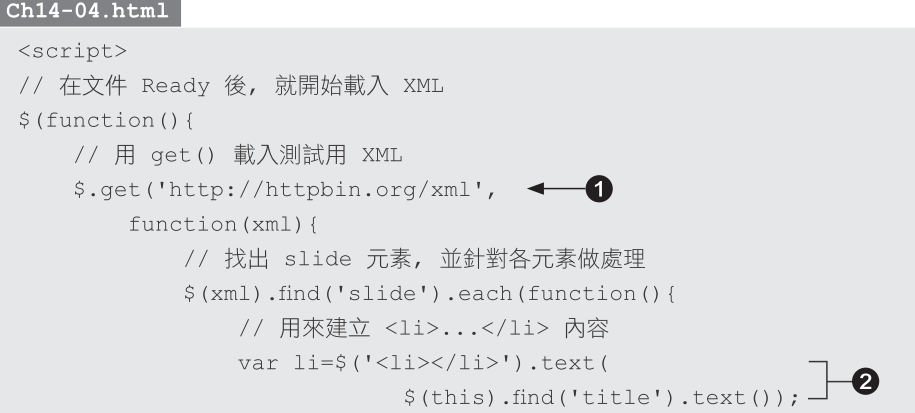 Ch14-04.html
<script>
// 在文件 Ready 後, 就開始載入 XML
$(function(){
    // 用 get() 載入測試用 XML
    $.get('http://httpbin.org/xml', ❶
        function(xml){
            // 找出 slide 元素, 並針對各元素做處理
            $(xml).find('slide').each(function(){
                // 用來建立 <li>...</li> 內容
                var li=$('<li></li>').text(
                            $(this).find('title').text()); ❷